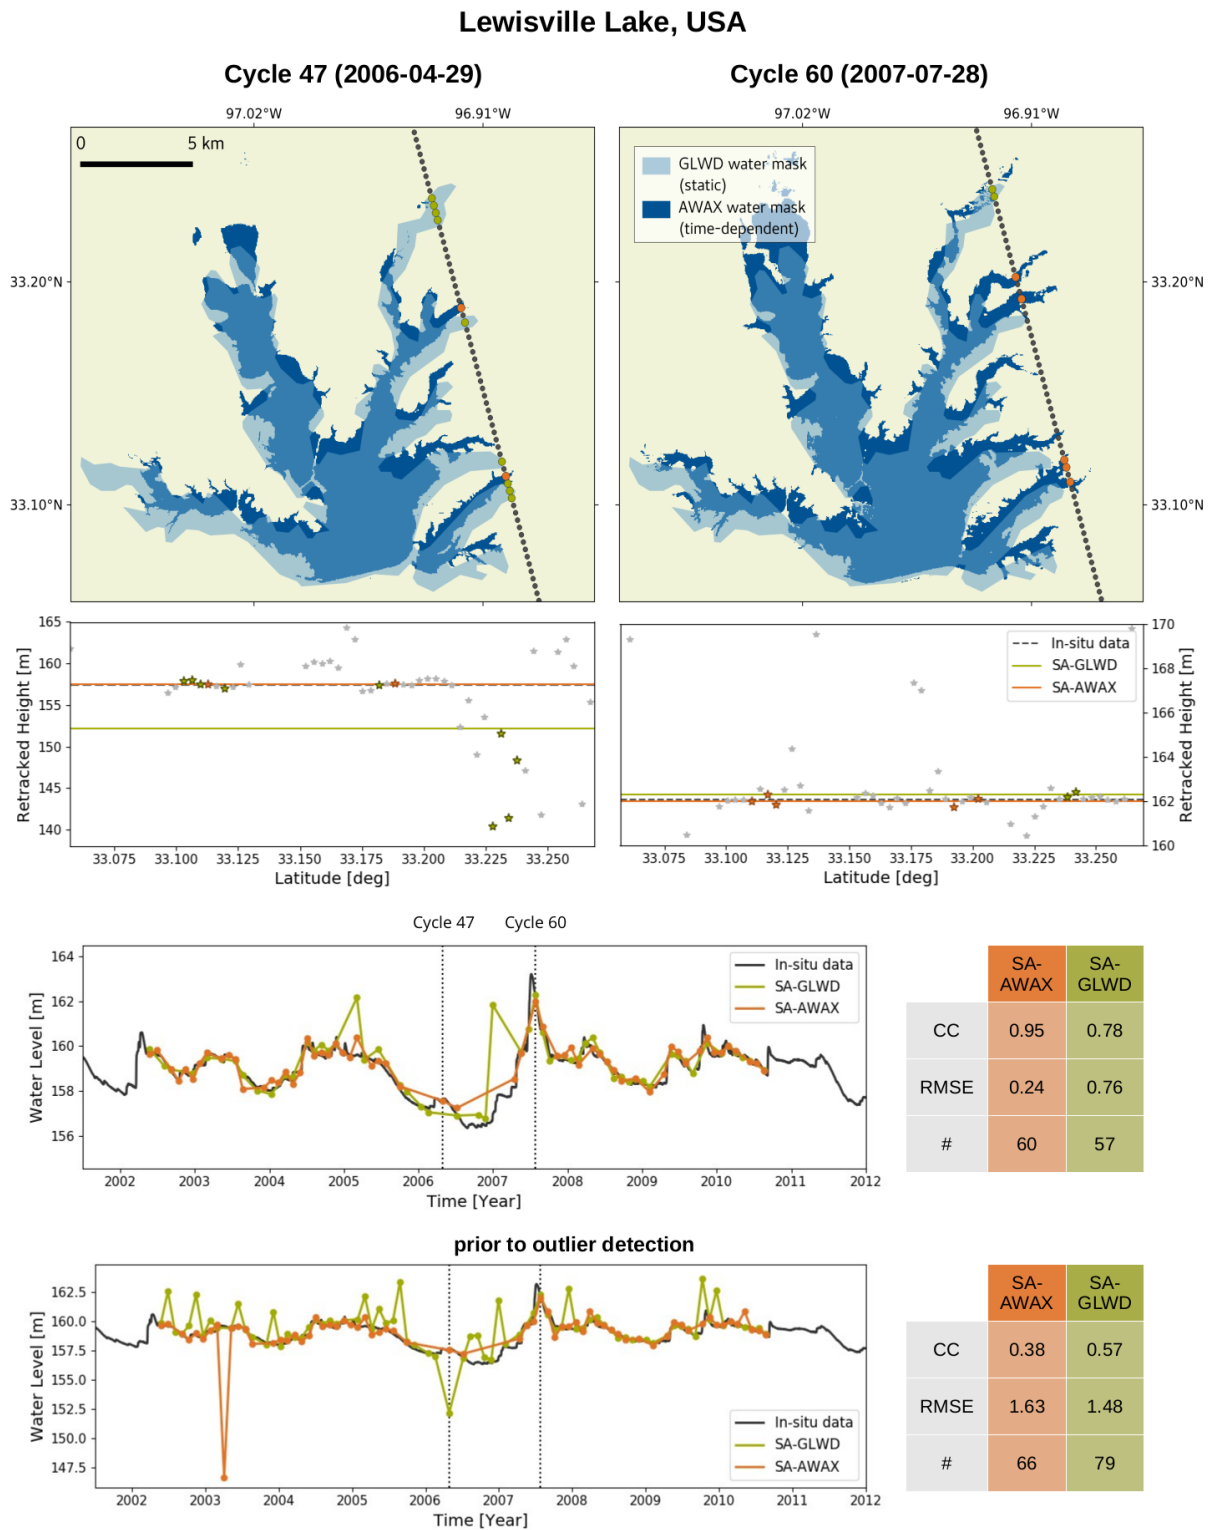 Lewisville Lake, USA
Cycle 47 (2006-04-29)
Cycle 60 (2007-07-28)
97.02°W
96.91°W
97.02°W
96.91°W
0
5 km
GLWD water mask
(static)
AWAX water mask
(time-dependent)
33.20°N
33.20°N
33.10°N
33.10°N
165
160
155
150
145
140
Retracked Height [m]
33.075 33.100 33.125 33.150 33.175 33.200 33.225 33.250
Latitude [deg]
In-situ data
SA-GLWD
SA-AWAX
170
168
166
164
162
160
Retracked Height [m]
33.075 33.100 33.125 33.150 33.175 33.200 33.225 33.250
Latitude [deg]
Cycle 47
Cycle 60
164
162
160
158
156
Water Level [m]
In-situ data
SA-GLWD
SA-AWAX
2002 2003 2004 2005 2006 2007 2008 2009 2010 2011 2012
Time [Year]
SA-
AWAX
SA-
GLWD
CC 0.95 0.78
RMSE 0.24 0.76
# 60 57
prior to outlier detection
162.5
160.0
157.5
155.0
152.5
150.0
147.5
Water Level [m]
In-situ data
SA-GLWD
SA-AWAX
2002 2003 2004 2005 2006 2007 2008 2009 2010 2011 2012
Time [Year]
SA-
AWAX
SA-
GLWD
CC 0.38 0.57
RMSE 1.63 1.48
# 66 79